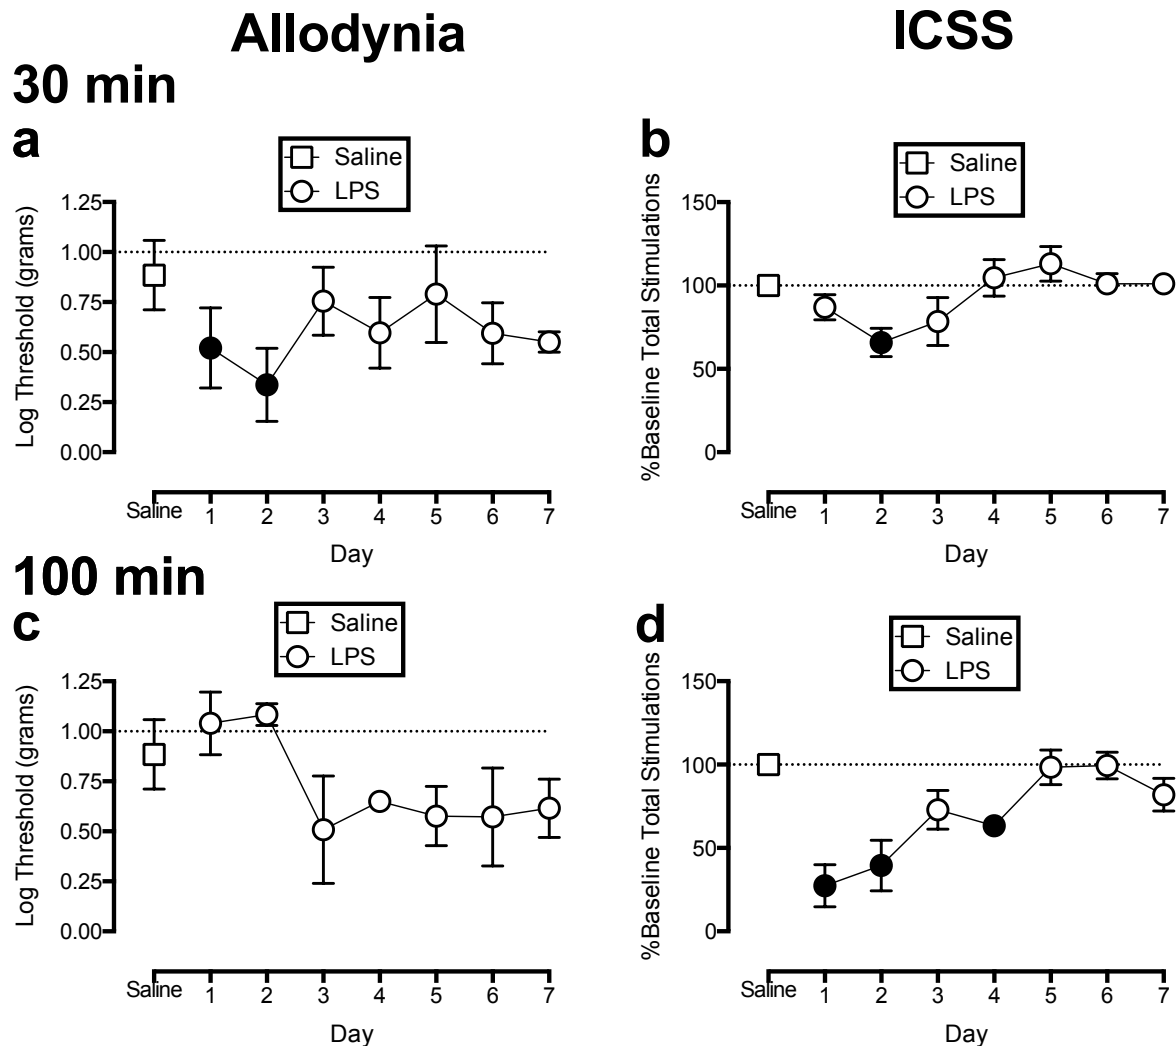 Allodynia
ICSS
30 min
a
Saline
LPS
Log Threshold (grams)
1.25
1.00
0.75
0.50
0.25
0.00
Saline 1 2 3 4 5 6 7
Day
b
Saline
LPS
%Baseline Total Stimulations
150
100
50
0
Saline 1 2 3 4 5 6 7
Day
100 min
c
Saline
LPS
Log Threshold (grams)
1.25
1.00
0.75
0.50
0.25
0.00
Saline 1 2 3 4 5 6 7
Day
d
Saline
LPS
%Baseline Total Stimulations
150
100
50
0
Saline 1 2 3 4 5 6 7
Day